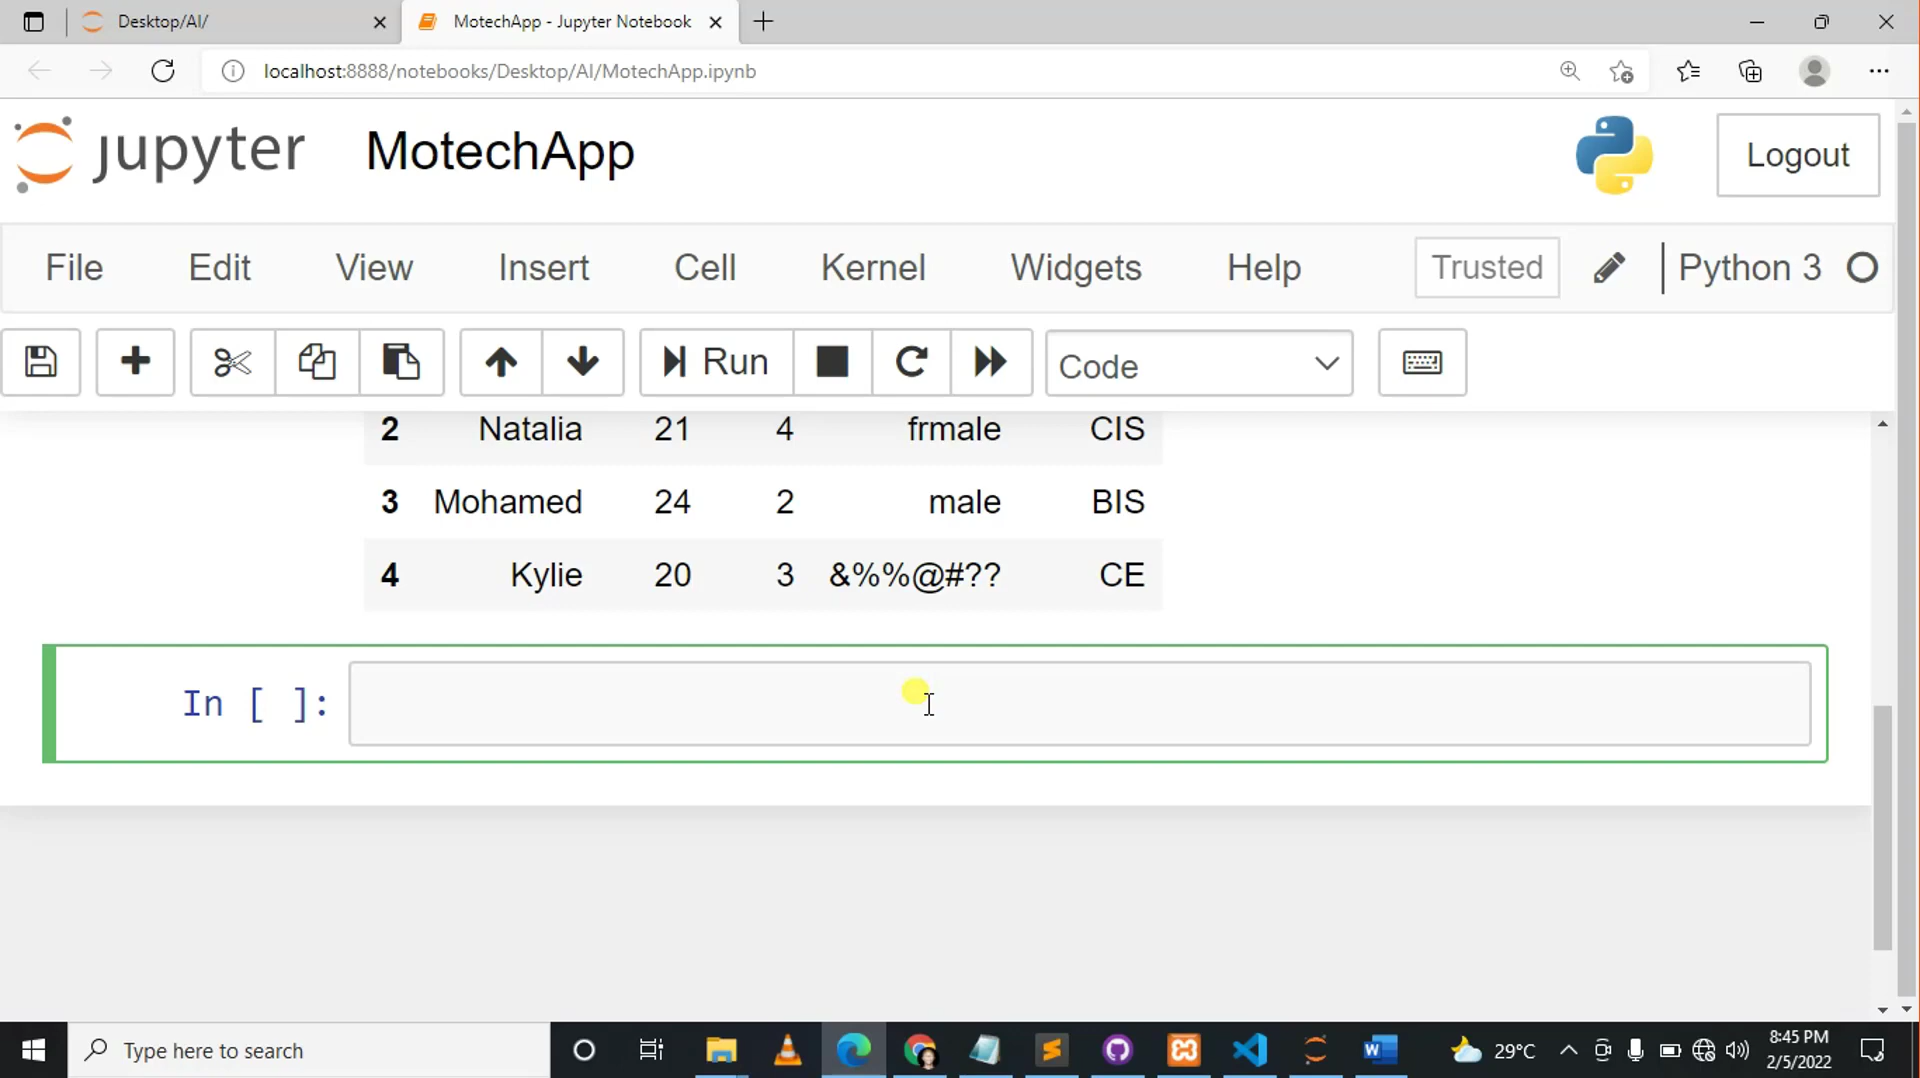 Desktop/AI/
MotechApp - Jupyter Notebook
localhost:8888/notebooks/Desktop/AI/MotechApp.ipynb
jupyter MotechApp
Logout
File Edit View Insert Cell Kernel Widgets Help Trusted Python 3
Run Code
2 Natalia 21 4 frmale CIS
3 Mohamed 24 2 male BIS
4 Kylie 20 3 &%%@#?? CE
In [ ]:
Type here to search
29°C
8:45 PM
2/5/2022